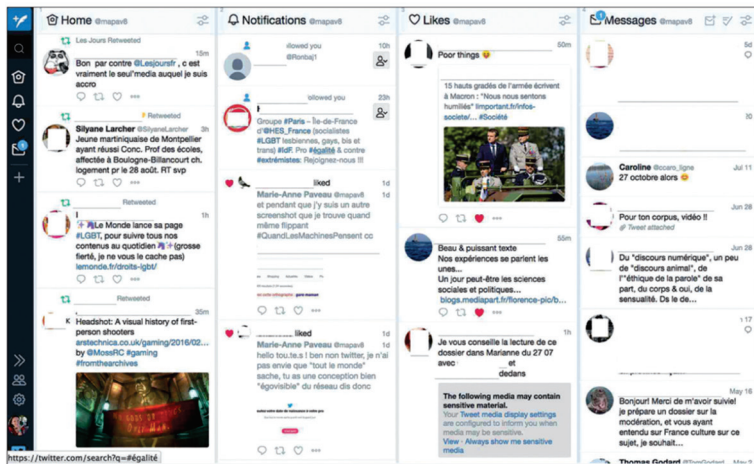 Home @mapav8
Les Jours Retweeted
15m
Bon par contre @Lesjoursfr , c est
vraiment le seul"media auquel je suis
accro
Retweeted
Silyane Larcher @SilyaneLarcher 3h
Jeune martiniquaise de Montpellier
ayant réussi Conc. Prof des écoles,
affectée à Boulogne-Billancourt ch.
logement pr le 28 août. RT svp
1h
Le Monde lance sa page
#LGBT, pour suivre tous nos
contenus au quotidien (grosse
fierté, je ne vous le cache pas)
lemonde.fr/droits-lgbt/
Retweeted
K 35m
Headshot: A visual history of first-
person shooters
arstechnica.co.uk/gaming/2016/02...
by @MossRC #gaming
#fromthearchives
https://twitter.com/search?q=#égalité
Notifications @mapav8
ollowed you 10h
@Ronbaj1
ollowed you 23h
Groupe #Paris – Île-de-France
d'@HES_France (socialistes
#LGBT lesbiennes, gays, bis et
trans) #IdF. Pro #égalité & contre
#extrémistes: Rejoignez-nous !!!
liked 1d
Marie-Anne Paveau @mapav8 1d
et pendant que j'y suis un autre
screenshot que je trouve quand
même flippant
#QuandLesMachinesPensent cc
liked 1d
Marie-Anne Paveau @mapav8 1d
hello tou.te.s ! ben non twitter, je n'ai
pas envie que "tout le monde"
sache, tu as une conception bien
"égovisible" du réseau dis donc
Likes @mapav8
50m
Poor things
15 hauts gradés de l'armée écrivent
à Macron : "Nous nous sentons
humiliés" limportant.fr/infos-
societe/... #Société
55m
Beau & puissant texte
Nos expériences se parlent les
unes...
Un jour peut-être les sciences
sociales et politiques...
blogs.mediapart.fr/florence-pic/b...
1h
Je vous conseille la lecture de ce
dossier dans Marianne du 27 07
avec et
dedans
The following media may contain
sensitive material.
Your Tweet media display settings
are configured to inform you when
media may be sensitive.
View · Always show me sensitive
media
1
Messages @mapav8
5d
Caroline @ccaro_ligne Jul 11
27 octobre alors
Jun 28
Pour ton corpus, vidéo !!
Tweet attached
Jun 28
Du "discours numérique", un peu
de "discours animal", de
l'"éthique de la parole" de sa
part, du corps & oui, de la
sensualité. Ds le de...
17
May 16
Bonjour! Merci de m'avoir suivie!
je prépare un dossier sur la
modération, et vous ayant
entendu sur France culture sur ce
sujet, je souhait...
Thomas Godard @TomGodard May 2